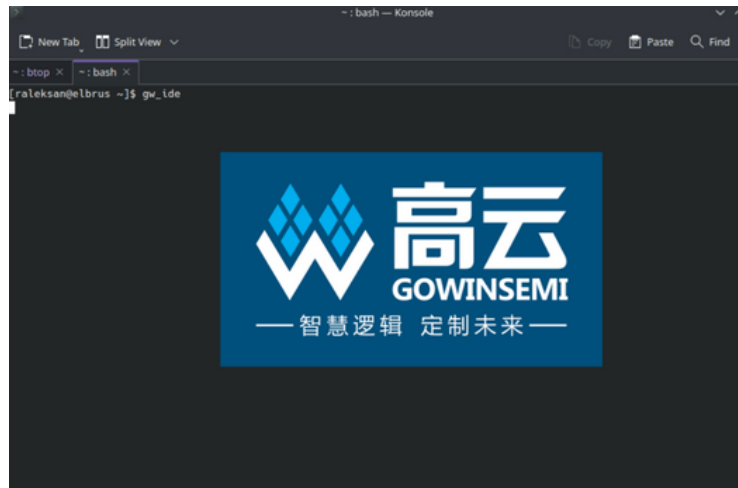 ~ : bash — Konsole
New Tab Split View Copy Paste Find
~ : btop ~ : bash
[raleksan@elbrus ~]$ gw_ide
高云
GOWINSEMI
智慧逻辑 定制未来